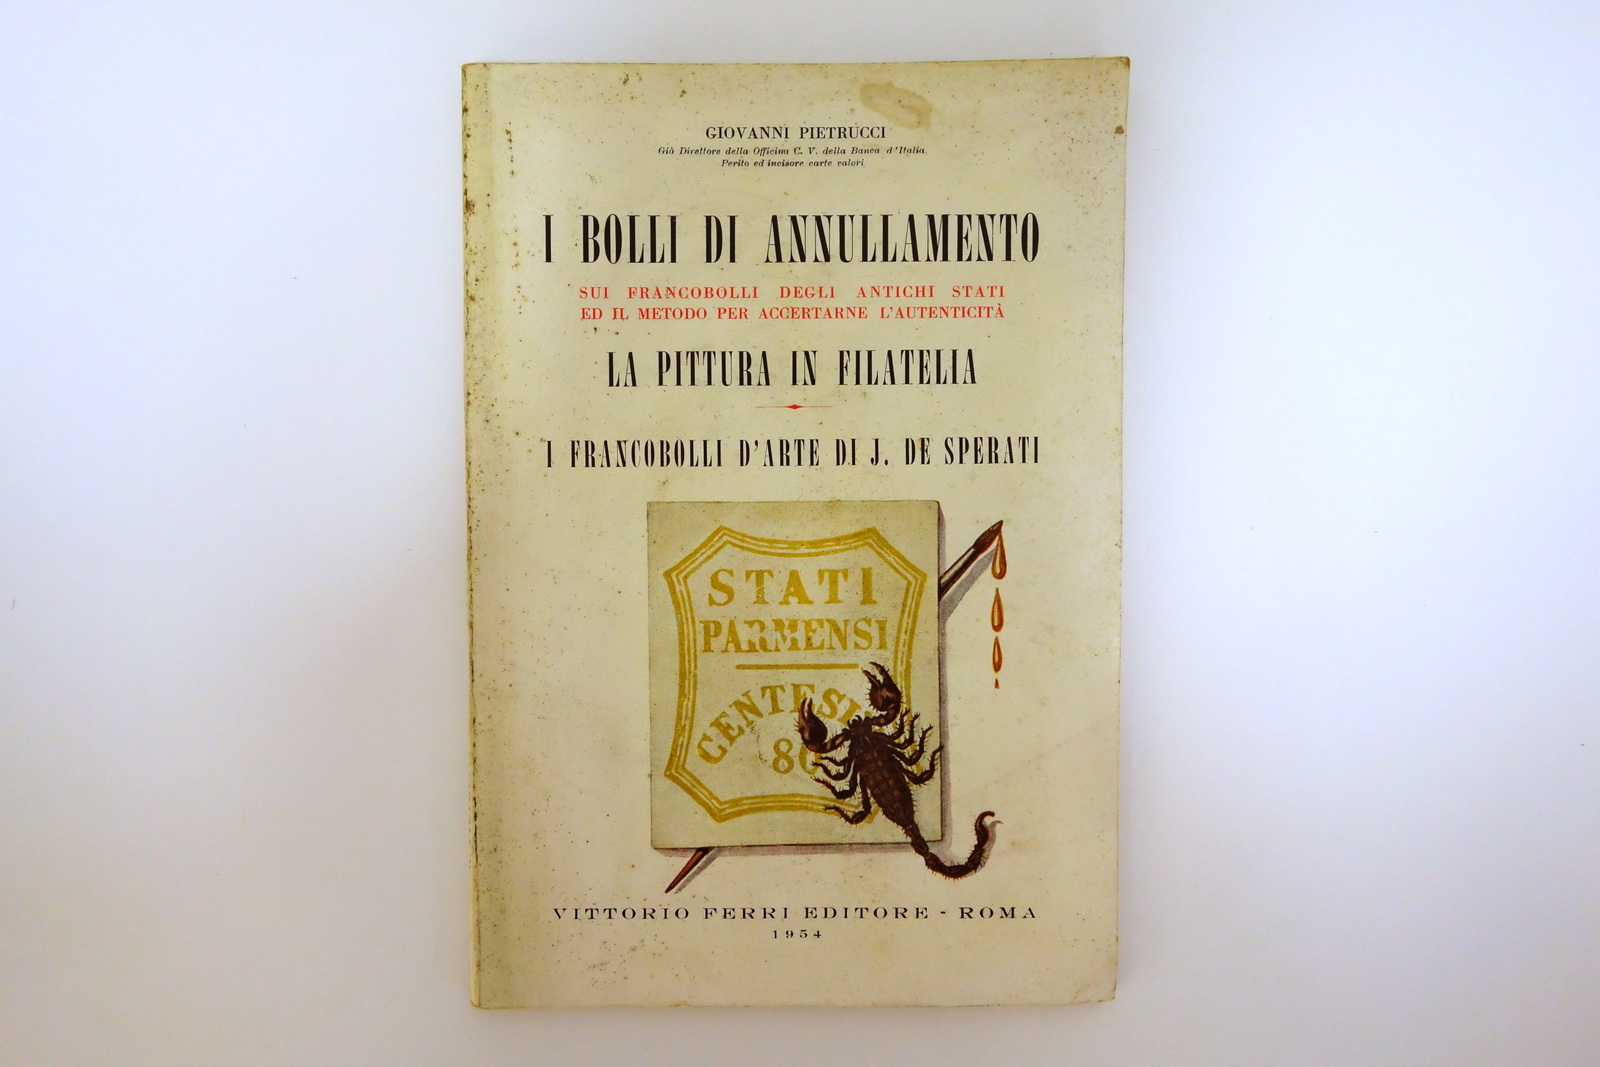 GIOVANNI PIETRUCCI
Già Direttore della Officina C. V. della Banca d'Italia
Perito ed incisore carte valori
I BOLLI DI ANNULLAMENTO
SUI FRANCOBOLLI DEGLI ANTICHI STATI
ED IL METODO PER ACCERTARNE L'AUTENTICITÀ
LA PITTURA IN FILATELIA
I FRANCOBOLLI D'ARTE DI J. DE SPERATI
STATI
PARMENSI
CENTESI
80
VITTORIO FERRI EDITORE - ROMA
1954